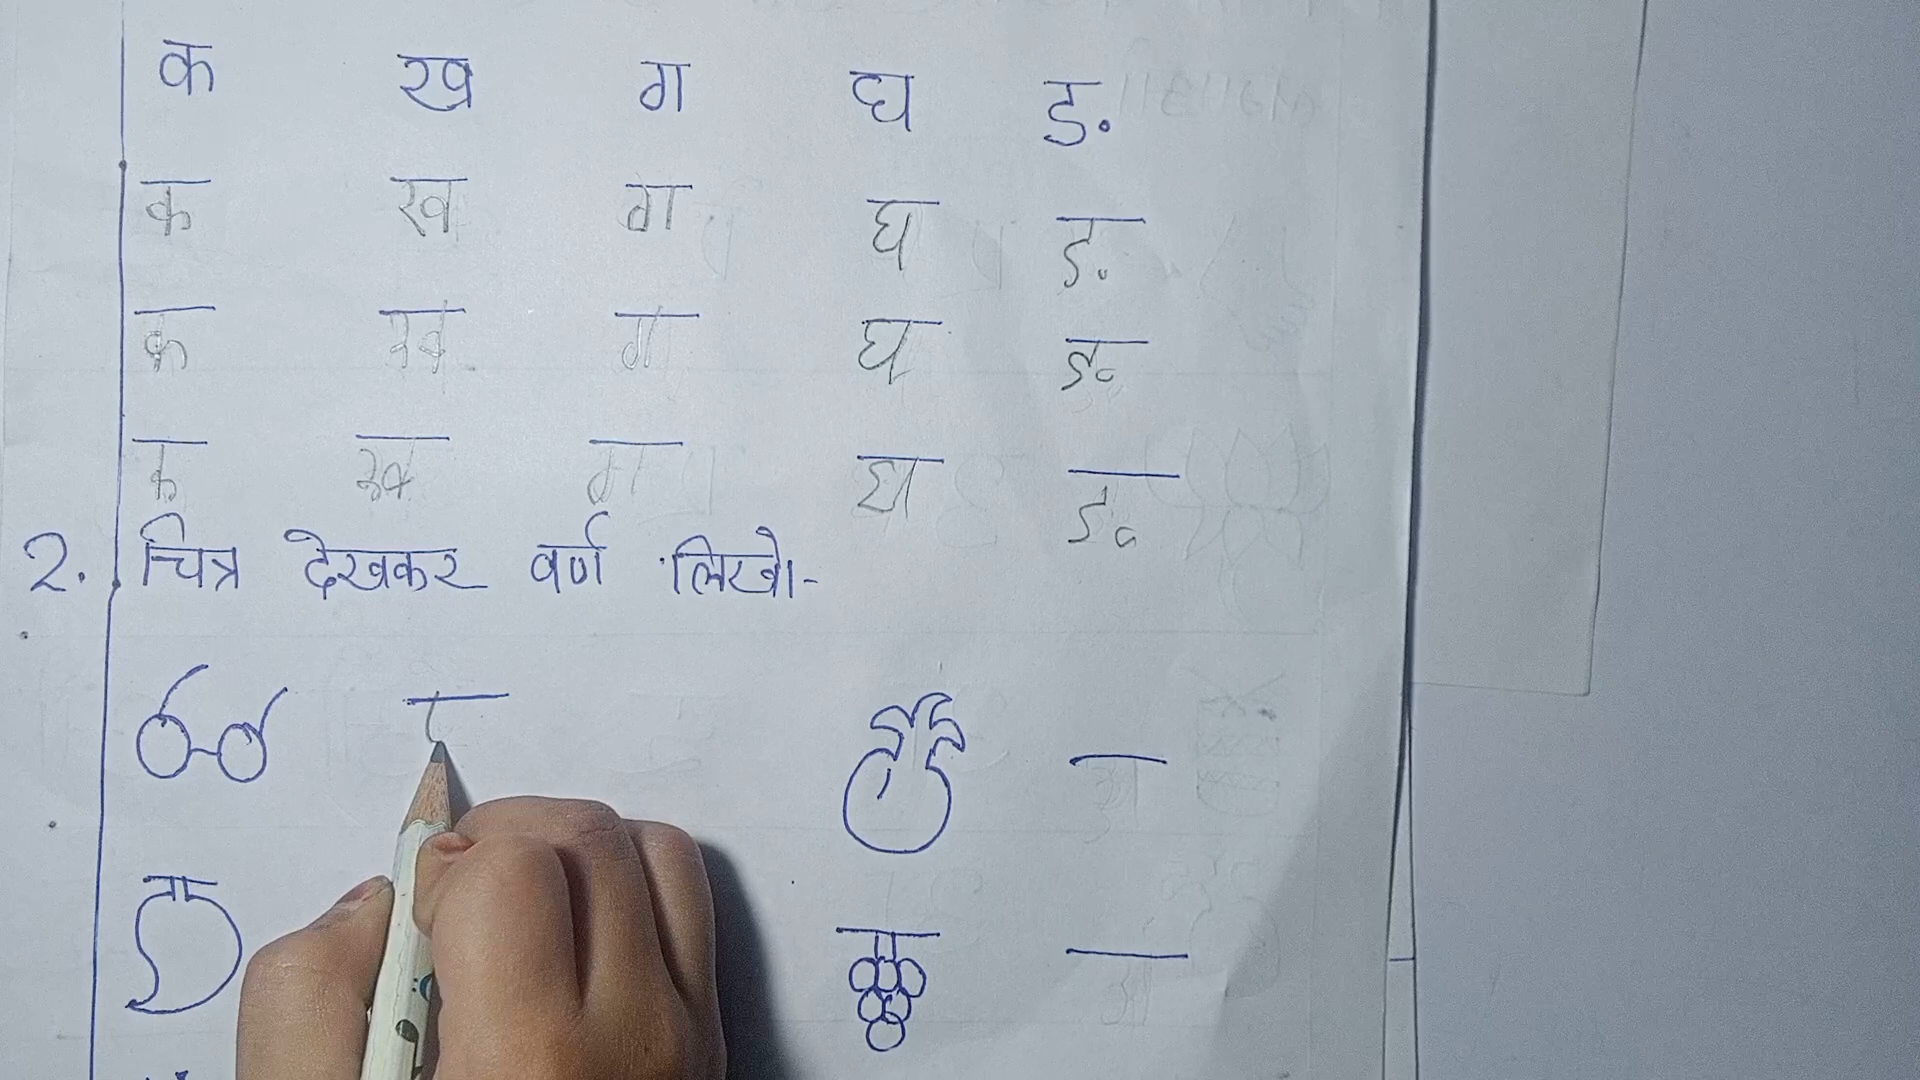 क ख ग घ ङ
क ख ग घ ङ
क ख ग घ ङ
क ख ग घ ङ
2. चित्र देखकर वर्ण लिखो-